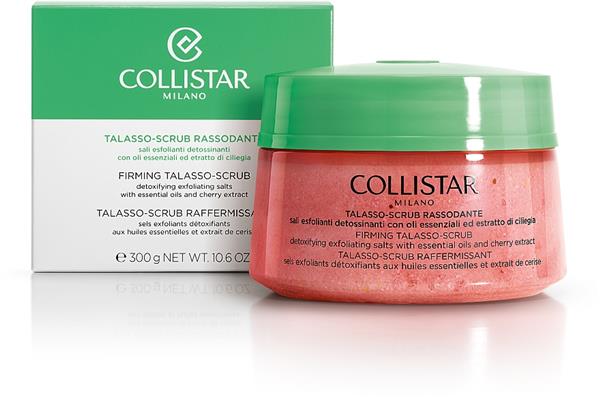 COLLISTAR
MILANO
TALASSO-SCRUB RASSODANTE
sali esfolianti detossinanti
con oli essenziali ed estratto di ciliegia
FIRMING TALASSO-SCRUB
detoxifying exfoliating salts
with essential oils and cherry extract
TALASSO-SCRUB RAFFERMISSA
sels exfoliants détoxifiants
aux huiles essentielles et extrait de cerise
℮ 300 g NET WT. 10.6 OZ
COLLISTAR
MILANO
TALASSO-SCRUB RASSODANTE
sali esfolianti detossinanti con oli essenziali ed estratto di ciliegia
FIRMING TALASSO-SCRUB
detoxifying exfoliating salts with essential oils and cherry extract
TALASSO-SCRUB RAFFERMISSANT
sels exfoliants détoxifiants aux huiles essentielles et extrait de cerise